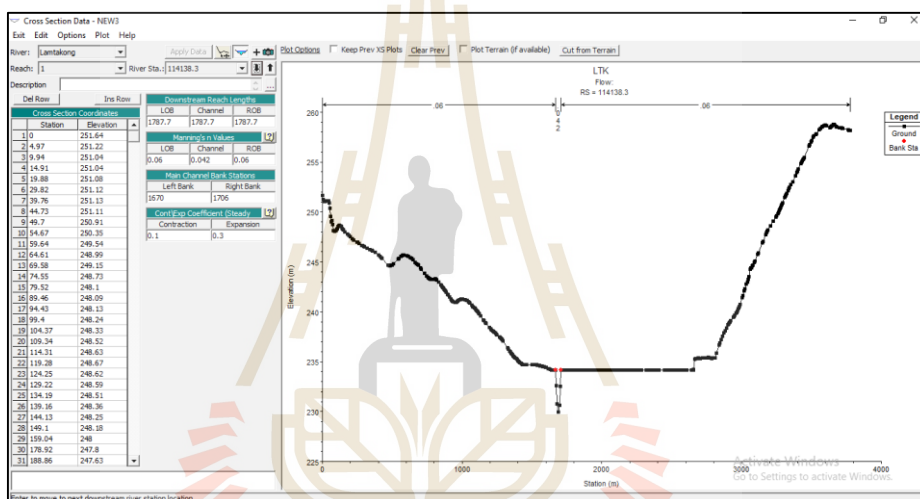 Cross Section Data - NEW3
Exit Edit Options Plot Help
River: Lamtakong Apply Data Plot Options Keep Prev XS Plots Clear Prev Plot Terrain (if available) Cut from Terrain
Reach: 1 River Sta.: 114138.3
Description ...
Del Row Ins Row
Cross Section Coordinates
Station Elevation
1 0 251.64
2 4.97 251.22
3 9.94 251.04
4 14.91 251.04
5 19.88 251.08
6 29.82 251.12
7 39.76 251.13
8 44.73 251.11
9 49.7 250.91
10 54.67 250.35
11 59.64 249.54
12 64.61 248.99
13 69.58 249.15
14 74.55 248.73
15 79.52 248.1
16 89.46 248.09
17 94.43 248.13
18 99.4 248.24
19 104.37 248.33
20 109.34 248.52
21 114.31 248.63
22 119.28 248.67
23 124.25 248.62
24 129.22 248.59
25 134.19 248.51
26 139.16 248.36
27 144.13 248.25
28 149.1 248.18
29 159.04 248
30 178.92 247.8
31 188.86 247.63
Downstream Reach Lengths
LOB Channel ROB
1787.7 1787.7 1787.7
Manning's n Values ?
LOB Channel ROB
0.06 0.042 0.06
Main Channel Bank Stations
Left Bank Right Bank
1670 1706
Cont\Exp Coefficient (Steady ?
Contraction Expansion
0.1 0.3
LTK
Flow:
RS = 114138.3
.06 .042 .06
Legend
Ground
Bank Sta
Elevation (m)
260
255
250
245
240
235
230
225
0 1000 2000 3000 4000
Station (m)
Activate Windows
Go to Settings to activate Windows.
Enter to move to next downstream river station location